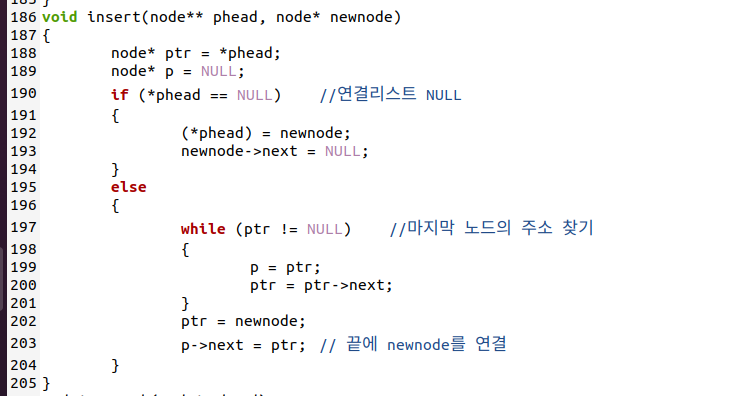 186 void insert(node** phead, node* newnode)
187 {
188         node* ptr = *phead;
189         node* p = NULL;
190         if (*phead == NULL)    //연결리스트 NULL
191         {
192                 (*phead) = newnode;
193                 newnode->next = NULL;
194         }
195         else
196         {
197                 while (ptr != NULL)    //마지막 노드의 주소 찾기
198                 {
199                         p = ptr;
200                         ptr = ptr->next;
201                 }
202                 ptr = newnode;
203                 p->next = ptr; // 끝에 newnode를 연결
204         }
205 }